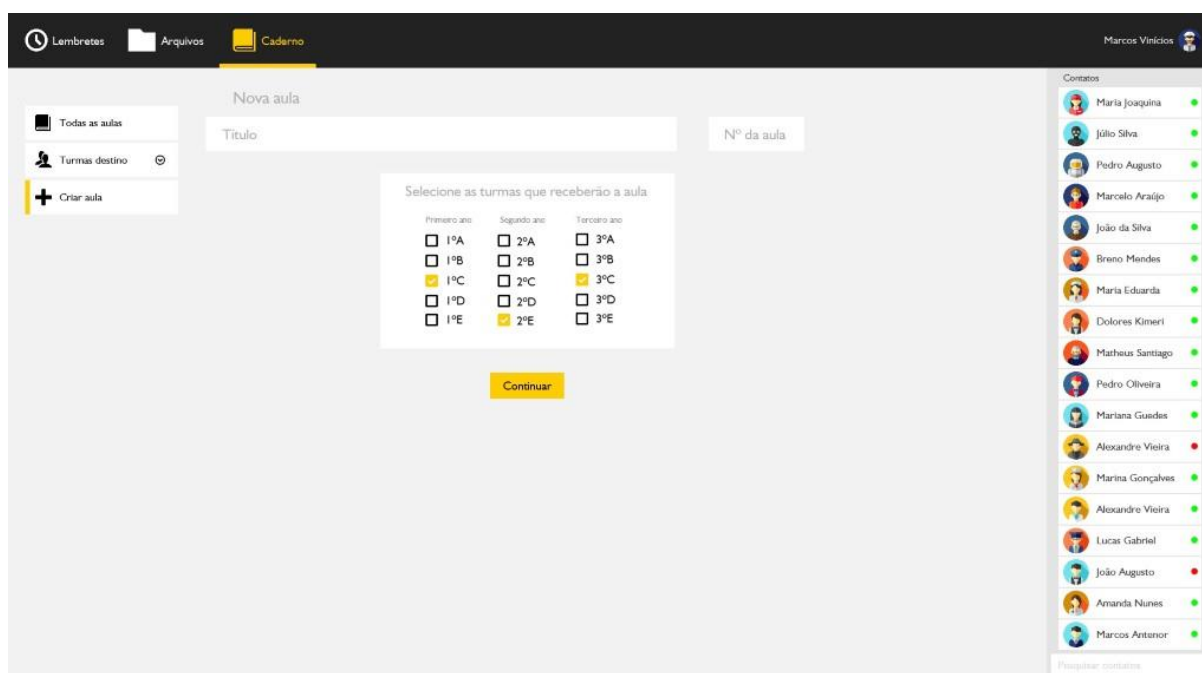 Lembretes Arquivos Caderno Marcos Vinícios
Nova aula
Título Nº da aula
Todas as aulas
Turmas destino
Criar aula
Selecione as turmas que receberão a aula
Primeiro ano Segundo ano Terceiro ano
1ºA 2ºA 3ºA
1ºB 2ºB 3ºB
1ºC 2ºC 3ºC
1ºD 2ºD 3ºD
1ºE 2ºE 3ºE
Continuar
Contatos
Maria Joaquina
Júlio Silva
Pedro Augusto
Marcelo Araújo
João da Silva
Breno Mendes
Maria Eduarda
Dolores Kimeri
Matheus Santiago
Pedro Oliveira
Mariana Guedes
Alexandre Vieira
Marina Gonçalves
Alexandre Vieira
Lucas Gabriel
João Augusto
Amanda Nunes
Marcos Antenor
Pesquisar contatos